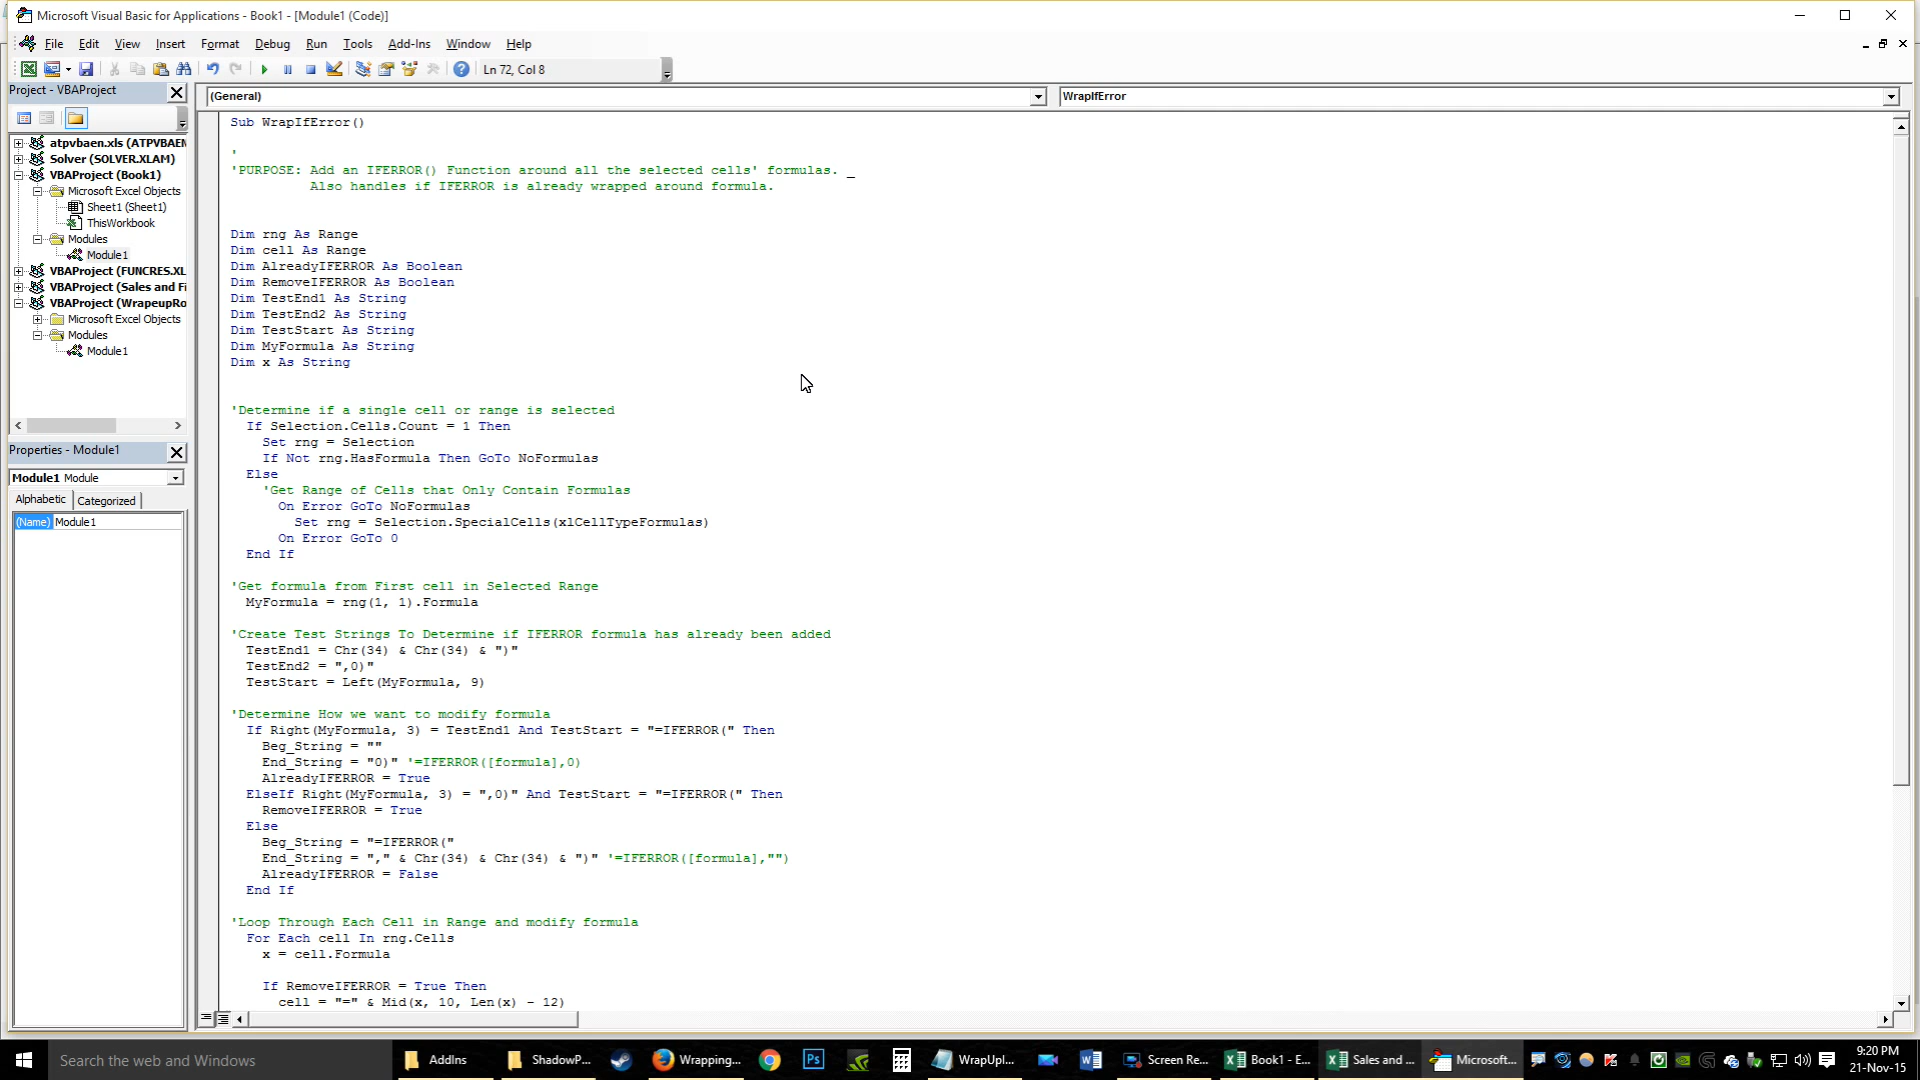 Microsoft Visual Basic for Applications - Book1 - [Module1 (Code)]
File Edit View Insert Format Debug Run Tools Add-Ins Window Help
Ln 72, Col 8
Project - VBAProject
(General)
WrapIfError
atpvbaen.xls (ATPVBAEN
Solver (SOLVER.XLAM)
VBAProject (Book1)
Microsoft Excel Objects
Sheet1 (Sheet1)
ThisWorkbook
Modules
Module1
VBAProject (FUNCRES.XL
VBAProject (Sales and Fi
VBAProject (WrapeupRo
Microsoft Excel Objects
Modules
Module1
Properties - Module1
Module1 Module
Alphabetic Categorized
(Name) Module1
Sub WrapIfError()
'
'PURPOSE: Add an IFERROR() Function around all the selected cells' formulas. _
Also handles if IFERROR is already wrapped around formula.
Dim rng As Range
Dim cell As Range
Dim AlreadyIFERROR As Boolean
Dim RemoveIFERROR As Boolean
Dim TestEnd1 As String
Dim TestEnd2 As String
Dim TestStart As String
Dim MyFormula As String
Dim x As String
'Determine if a single cell or range is selected
If Selection.Cells.Count = 1 Then
Set rng = Selection
If Not rng.HasFormula Then GoTo NoFormulas
Else
'Get Range of Cells that Only Contain Formulas
On Error GoTo NoFormulas
Set rng = Selection.SpecialCells(xlCellTypeFormulas)
On Error GoTo 0
End If
'Get formula from First cell in Selected Range
MyFormula = rng(1, 1).Formula
'Create Test Strings To Determine if IFERROR formula has already been added
TestEnd1 = Chr(34) & Chr(34) & ")"
TestEnd2 = ",0)"
TestStart = Left(MyFormula, 9)
'Determine How we want to modify formula
If Right(MyFormula, 3) = TestEnd1 And TestStart = "=IFERROR(" Then
Beg_String = ""
End_String = "0)" '=IFERROR([formula],0)
AlreadyIFERROR = True
ElseIf Right(MyFormula, 3) = ",0)" And TestStart = "=IFERROR(" Then
RemoveIFERROR = True
Else
Beg_String = "=IFERROR("
End_String = "," & Chr(34) & Chr(34) & ")" '=IFERROR([formula],"")
AlreadyIFERROR = False
End If
'Loop Through Each Cell in Range and modify formula
For Each cell In rng.Cells
x = cell.Formula
If RemoveIFERROR = True Then
cell = "=" & Mid(x, 10, Len(x) - 12)
Search the web and Windows
AddIns
ShadowP...
Wrapping...
Ps
WrapUpl...
Screen Re...
Book1 - E...
Sales and ...
Microsoft...
9:20 PM
21-Nov-15